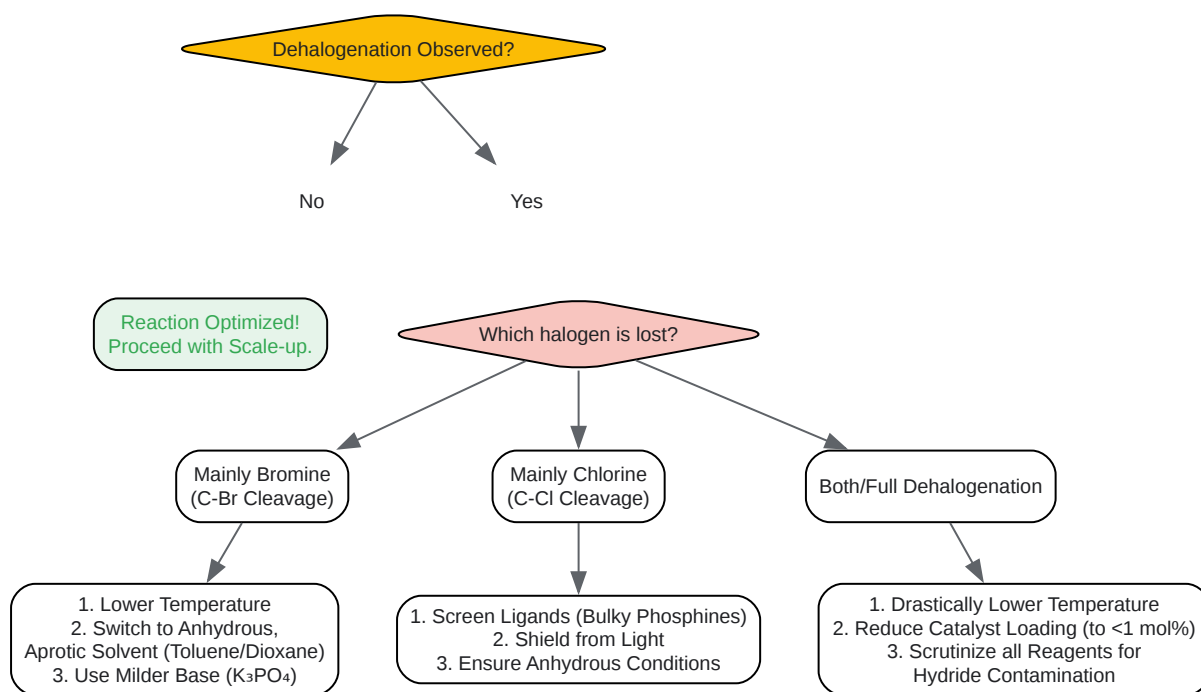 Dehalogenation Observed?
No
Yes
Reaction Optimized!
Proceed with Scale-up.
Which halogen is lost?
Mainly Bromine
(C-Br Cleavage)
Mainly Chlorine
(C-Cl Cleavage)
Both/Full Dehalogenation
1. Lower Temperature
2. Switch to Anhydrous,
Aprotic Solvent (Toluene/Dioxane)
3. Use Milder Base (K₃PO₄)
1. Screen Ligands (Bulky Phosphines)
2. Shield from Light
3. Ensure Anhydrous Conditions
1. Drastically Lower Temperature
2. Reduce Catalyst Loading (to <1 mol%)
3. Scrutinize all Reagents for
Hydride Contamination